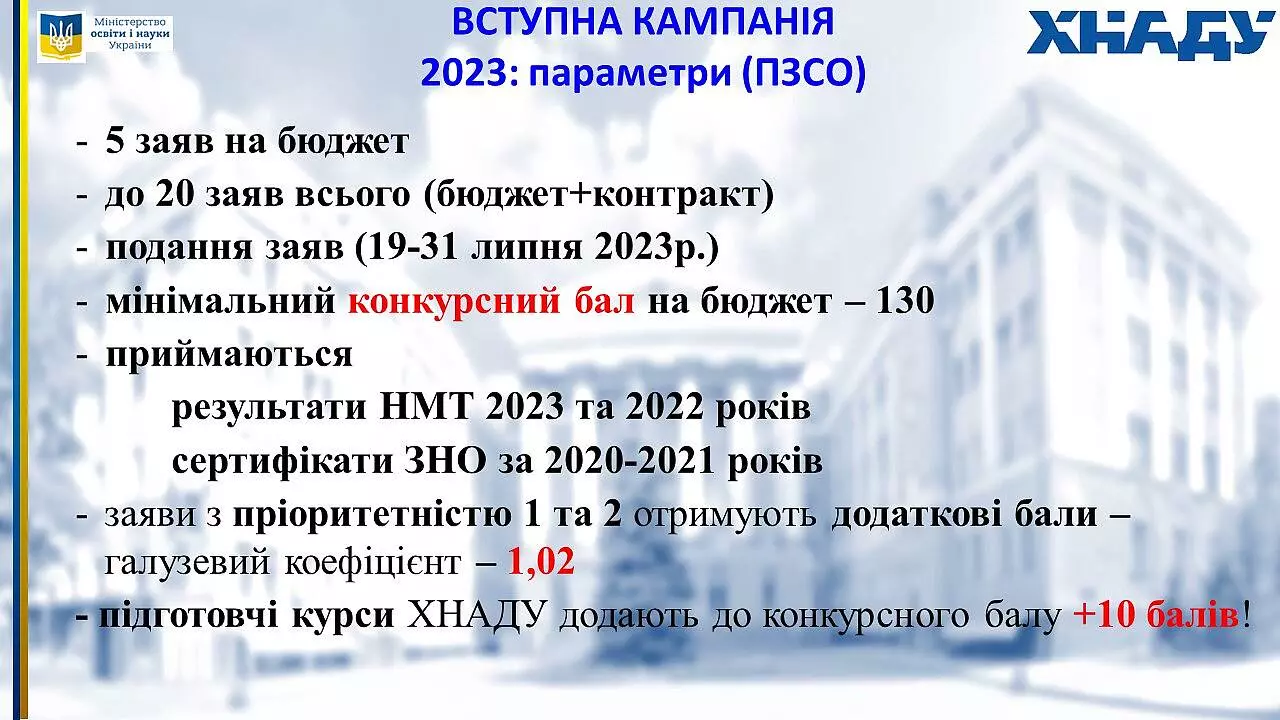 Міністерство
освіти і науки
України
ВСТУПНА КАМПАНІЯ
2023: параметри (ПЗСО)
ХНАДУ
- 5 заяв на бюджет
- до 20 заяв всього (бюджет+контракт)
- подання заяв (19-31 липня 2023р.)
- мінімальний конкурсний бал на бюджет – 130
- приймаються
результати НМТ 2023 та 2022 років
сертифікати ЗНО за 2020-2021 років
- заяви з пріоритетністю 1 та 2 отримують додаткові бали –
галузевий коефіцієнт – 1,02
- підготовчі курси ХНАДУ додають до конкурсного балу +10 балів!